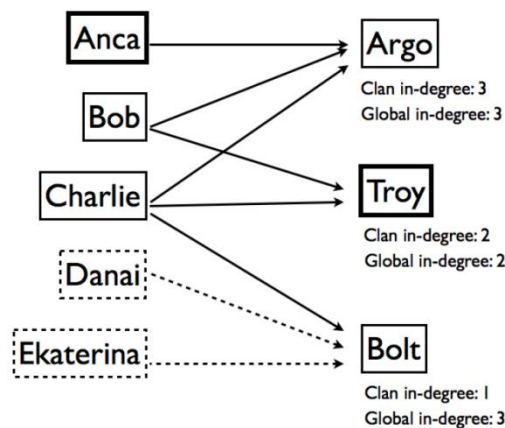 Anca
Argo
Clan in-degree: 3
Global in-degree: 3
Bob
Charlie
Troy
Clan in-degree: 2
Global in-degree: 2
Danai
Ekaterina
Bolt
Clan in-degree: 1
Global in-degree: 3